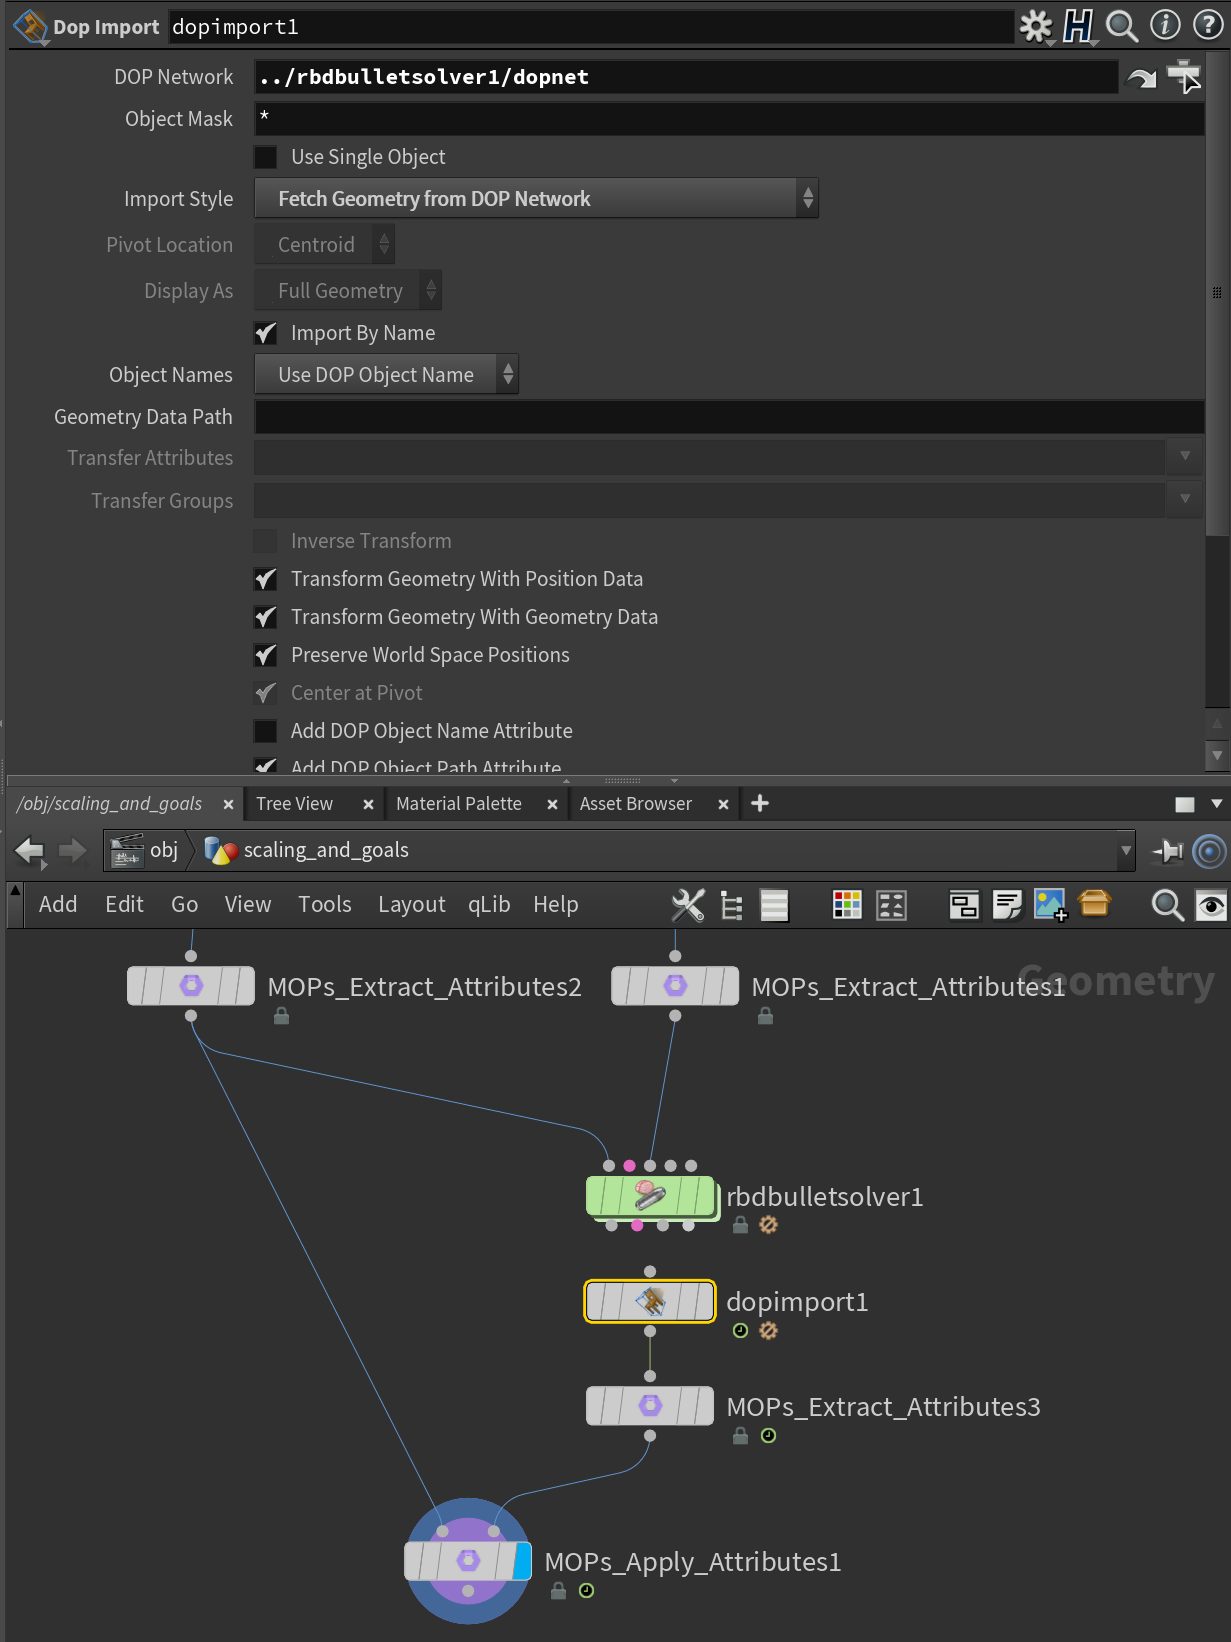 Dop Import dopimport1
DOP Network ../rbdbulletsolver1/dopnet
Object Mask *
Use Single Object
Import Style Fetch Geometry from DOP Network
Pivot Location Centroid
Display As Full Geometry
Import By Name
Object Names Use DOP Object Name
Geometry Data Path
Transfer Attributes
Transfer Groups
Inverse Transform
Transform Geometry With Position Data
Transform Geometry With Geometry Data
Preserve World Space Positions
Center at Pivot
Add DOP Object Name Attribute
Add DOP Object Path Attribute
/obj/scaling_and_goals Tree View Material Palette Asset Browser
obj scaling_and_goals
Add Edit Go View Tools Layout qLib Help
Geometry
MOPs_Extract_Attributes2 MOPs_Extract_Attributes1
rbdbulletsolver1
dopimport1
MOPs_Extract_Attributes3
MOPs_Apply_Attributes1